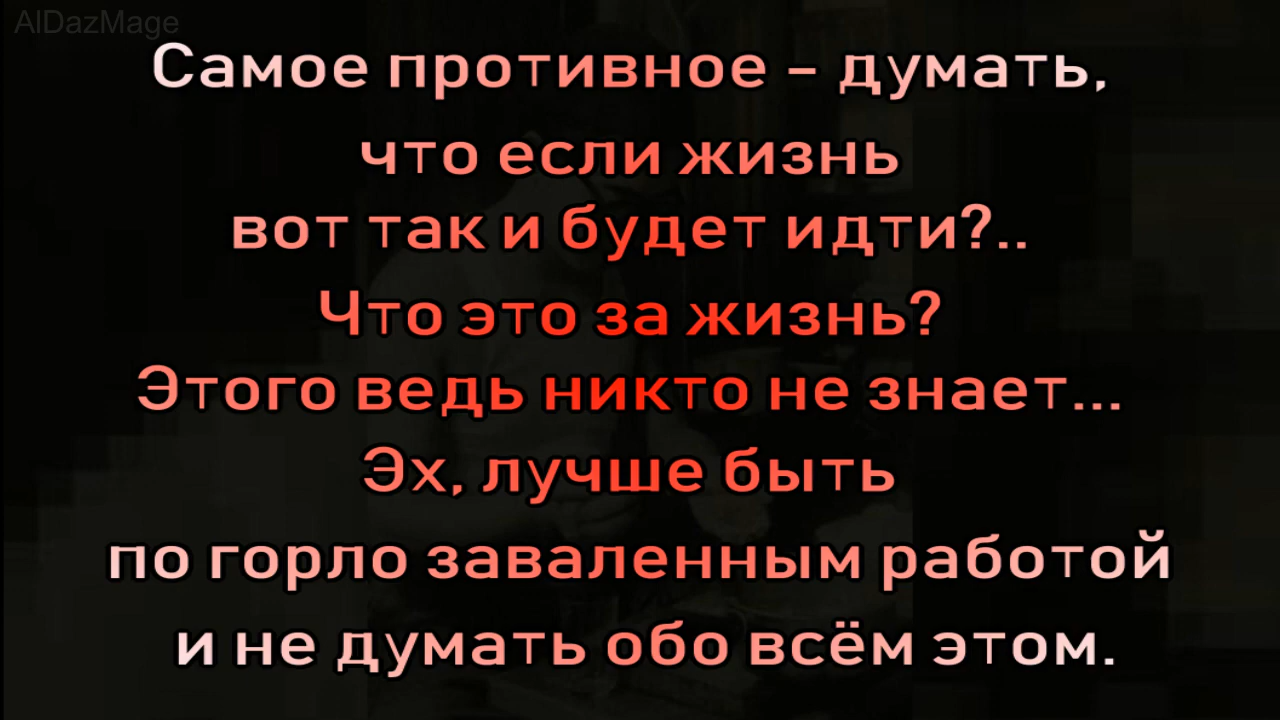 AlDazMage
Самое противное – думать,
что если жизнь
вот так и будет идти?..
Что это за жизнь?
Этого ведь никто не знает...
Эх, лучше быть
по горло заваленным работой
и не думать обо всём этом.